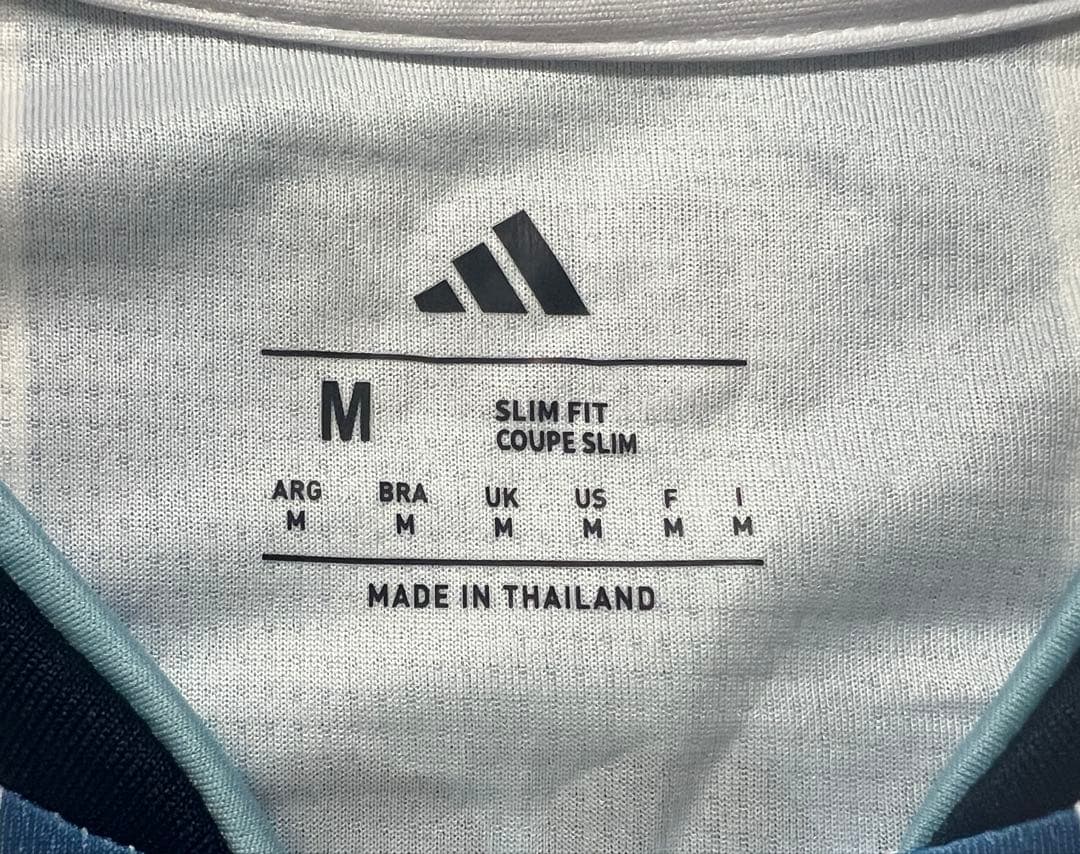 M
SLIM FIT
COUPE SLIM
ARG BRA UK US F I
M M M M M M
MADE IN THAILAND